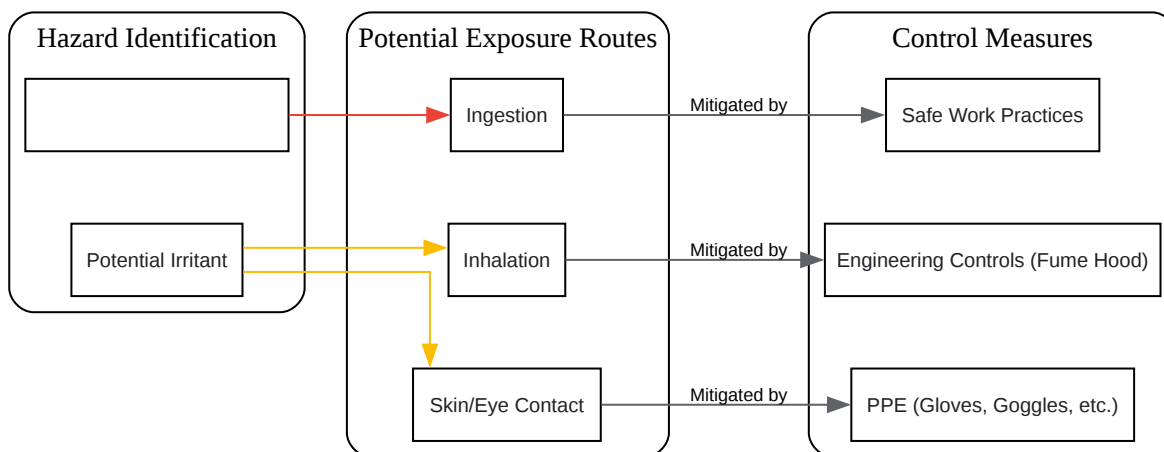 Hazard Identification
Potential Exposure Routes
Control Measures
Ingestion
Mitigated by
Safe Work Practices
Potential Irritant
Inhalation
Mitigated by
Engineering Controls (Fume Hood)
Skin/Eye Contact
Mitigated by
PPE (Gloves, Goggles, etc.)